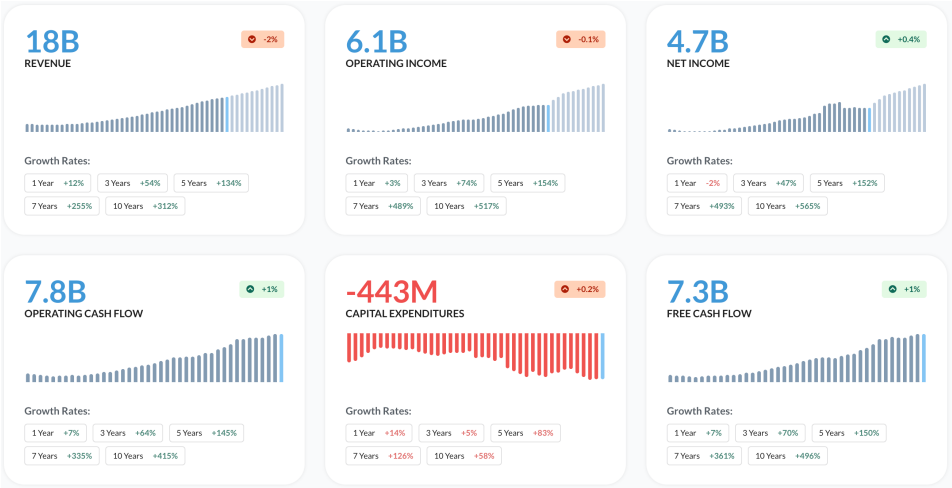 18B -2%
REVENUE
Growth Rates:
1 Year +12% 3 Years +54% 5 Years +134%
7 Years +255% 10 Years +312%
6.1B -0.1%
OPERATING INCOME
Growth Rates:
1 Year +3% 3 Years +74% 5 Years +154%
7 Years +489% 10 Years +517%
4.7B +0.4%
NET INCOME
Growth Rates:
1 Year -2% 3 Years +47% 5 Years +152%
7 Years +493% 10 Years +565%
7.8B +1%
OPERATING CASH FLOW
Growth Rates:
1 Year +7% 3 Years +64% 5 Years +145%
7 Years +335% 10 Years +415%
-443M +0.2%
CAPITAL EXPENDITURES
Growth Rates:
1 Year +14% 3 Years +5% 5 Years +83%
7 Years +126% 10 Years +58%
7.3B +1%
FREE CASH FLOW
Growth Rates:
1 Year +7% 3 Years +70% 5 Years +150%
7 Years +361% 10 Years +496%